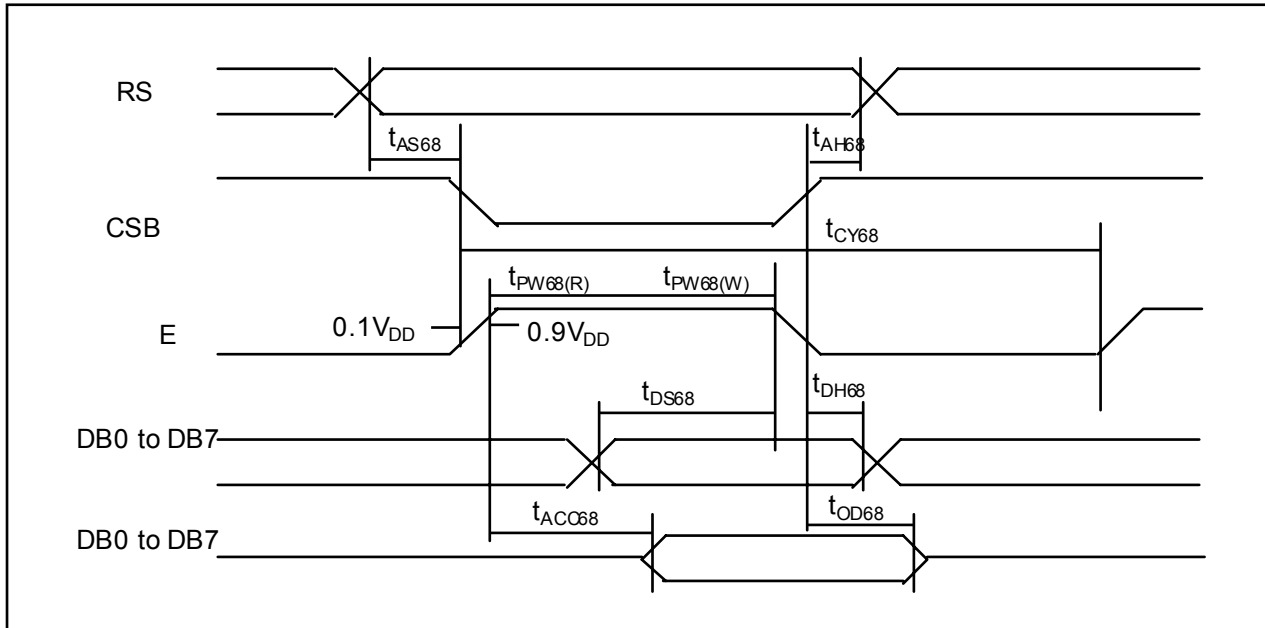 RS
tAS68 tAH68
CSB
tCY68
tPW68(R) tPW68(W)
E 0.1VDD 0.9VDD
tDS68 tDH68
DB0 to DB7
tACC68 tOD68
DB0 to DB7